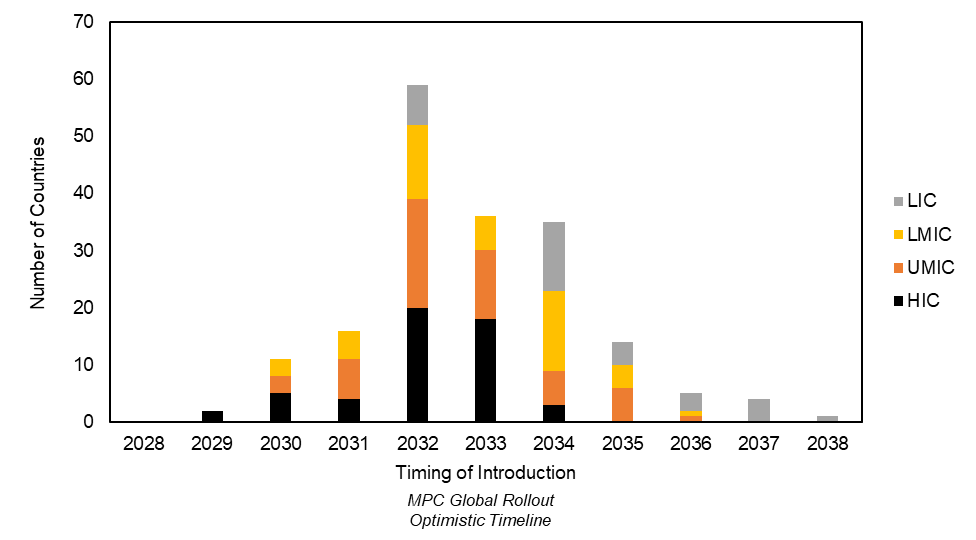 70
60
50
40
30
20
10
0
Number of Countries
2028 2029 2030 2031 2032 2033 2034 2035 2036 2037 2038
Timing of Introduction
MPC Global Rollout
Optimistic Timeline
LIC
LMIC
UMIC
HIC